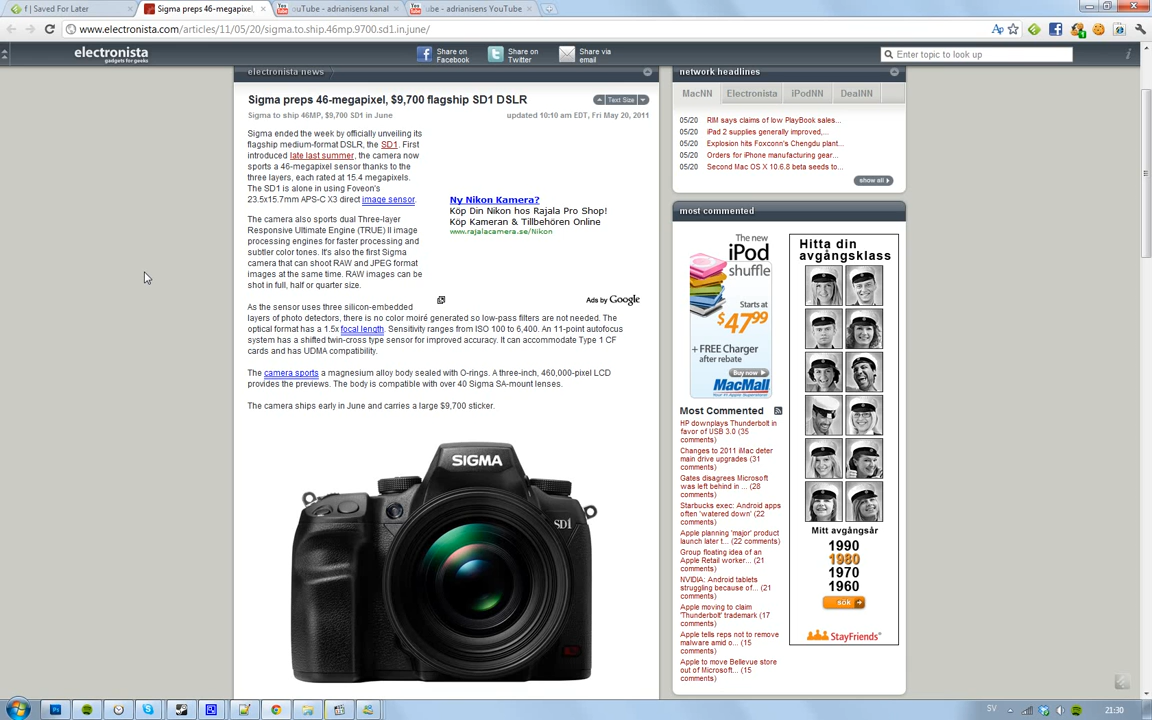 f | Saved For Later
Sigma preps 46-megapixel,
uTube - adrianisens kanal
ube - adrianisens YouTube
www.electronista.com/articles/11/05/20/sigma.to.ship.46mp.9700.sd1.in.june/
electronista
gadgets for geeks
Share on Facebook
Share on Twitter
Share via email
Enter topic to look up
electronista news
Sigma preps 46-megapixel, $9,700 flagship SD1 DSLR
Text Size
Sigma to ship 46MP, $9,700 SD1 in June
updated 10:10 am EDT, Fri May 20, 2011
Sigma ended the week by officially unveiling its
flagship medium-format DSLR, the SD1. First
introduced late last summer, the camera now
sports a 46-megapixel sensor thanks to the
three layers, each rated at 15.4 megapixels.
The SD1 is alone in using Foveon's
23.5x15.7mm APS-C X3 direct image sensor.
The camera also sports dual Three-layer
Responsive Ultimate Engine (TRUE) II image
processing engines for faster processing and
subtler color tones. It's also the first Sigma
camera that can shoot RAW and JPEG format
images at the same time. RAW images can be
shot in full, half or quarter size.
Ny Nikon Kamera?
Köp Din Nikon hos Rajala Pro Shop!
Köp Kameran & Tillbehören Online
www.rajalacamera.se/Nikon
Ads by Google
As the sensor uses three silicon-embedded
layers of photo detectors, there is no color moiré generated so low-pass filters are not needed. The
optical format has a 1.5x focal length. Sensitivity ranges from ISO 100 to 6,400. An 11-point autofocus
system has a shifted twin-cross type sensor for improved accuracy. It can accommodate Type 1 CF
cards and has UDMA compatibility.
The camera sports a magnesium alloy body sealed with O-rings. A three-inch, 460,000-pixel LCD
provides the previews. The body is compatible with over 40 Sigma SA-mount lenses.
The camera ships early in June and carries a large $9,700 sticker.
SIGMA
SD1
network headlines
MacNN
Electronista
iPodNN
DealNN
05/20 RIM says claims of low PlayBook sales...
05/20 iPad 2 supplies generally improved,...
05/20 Explosion hits Foxconn's Chengdu plant...
05/20 Orders for iPhone manufacturing gear...
05/20 Second Mac OS X 10.6.8 beta seeds to...
show all
most commented
The new
iPod
shuffle
Starts at
$47.99
+ FREE Charger
after rebate
Buy now
MacMall
Your #1 Apple Superstore!
Most Commented
HP downplays Thunderbolt in
favor of USB 3.0 (35
comments)
Changes to 2011 iMac deter
main drive upgrades (31
comments)
Gates disagrees Microsoft
was left behind in ... (28
comments)
Starbucks exec: Android apps
often 'watered down' (22
comments)
Apple planning 'major' product
launch later t... (22 comments)
Group floating idea of an
Apple Retail worker... (21
comments)
NVIDIA: Android tablets
struggling because of... (21
comments)
Apple moving to claim
'Thunderbolt' trademark (17
comments)
Apple tells reps not to remove
malware amid o... (15
comments)
Apple to move Bellevue store
out of Microsoft... (15
comments)
Hitta din
avgångsklass
Mitt avgångsår
1990
1980
1970
1960
sök
StayFriends
SV
21:30